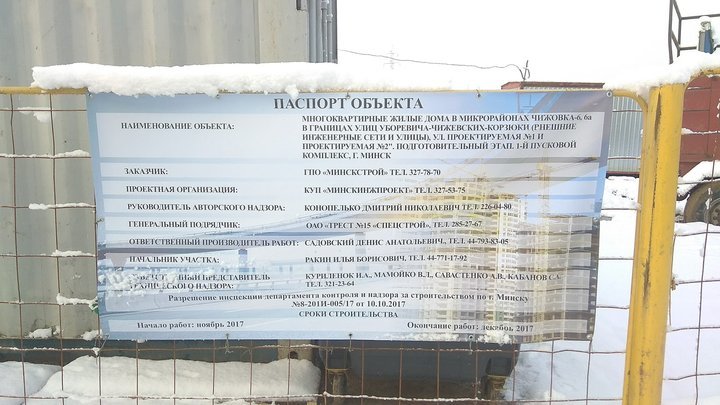 ПАСПОРТ ОБЪЕКТА
НАИМЕНОВАНИЕ ОБЪЕКТА: МНОГОКВАРТИРНЫЕ ЖИЛЫЕ ДОМА В МИКРОРАЙОНАХ ЧИЖОВКА-6, 6а
В ГРАНИЦАХ УЛИЦ УБОРЕВИЧА-ЧИЖЕВСКИХ-КОРЗЮКИ (ВНЕШНИЕ
ИНЖЕНЕРНЫЕ СЕТИ И УЛИЦЫ), УЛ. ПРОЕКТИРУЕМАЯ №1 И
ПРОЕКТИРУЕМАЯ №2". ПОДГОТОВИТЕЛЬНЫЙ ЭТАП. 1-Й ПУСКОВОЙ
КОМПЛЕКС, Г. МИНСК
ЗАКАЗЧИК: ГПО «МИНСКСТРОЙ» ТЕЛ. 327-78-70
ПРОЕКТНАЯ ОРГАНИЗАЦИЯ: КУП «МИНСКИНЖПРОЕКТ» ТЕЛ. 327-53-75
РУКОВОДИТЕЛЬ АВТОРСКОГО НАДЗОРА: КОНОПЕЛЬКО ДМИТРИЙ НИКОЛАЕВИЧ ТЕЛ. 226-04-80
ГЕНЕРАЛЬНЫЙ ПОДРЯДЧИК: ОАО «ТРЕСТ №15 «СПЕЦСТРОЙ», ТЕЛ. 285-27-67
ОТВЕТСТВЕННЫЙ ПРОИЗВОДИТЕЛЬ РАБОТ: САДОВСКИЙ ДЕНИС АНАТОЛЬЕВИЧ., ТЕЛ. 44-793-83-05
НАЧАЛЬНИК УЧАСТКА: РАКИН ИЛЬЯ БОРИСОВИЧ. ТЕЛ. 44-771-17-92
ПРЕДСТАВИТЕЛЬ КУРИЛЕНОК И.А., МАМОЙКО В.Л., САВАСТЕНКО А.В., КАБАНОВ С.А.
ТЕХНИЧЕСКОГО НАДЗОРА: ТЕЛ. 321-23-64
Разрешение инспекции департамента контроля и надзора за строительством по г. Минску
№8-201И-005/17 от 10.10.2017
СРОКИ СТРОИТЕЛЬСТВА
Начало работ: ноябрь 2017 Окончание работ: декабрь 2017